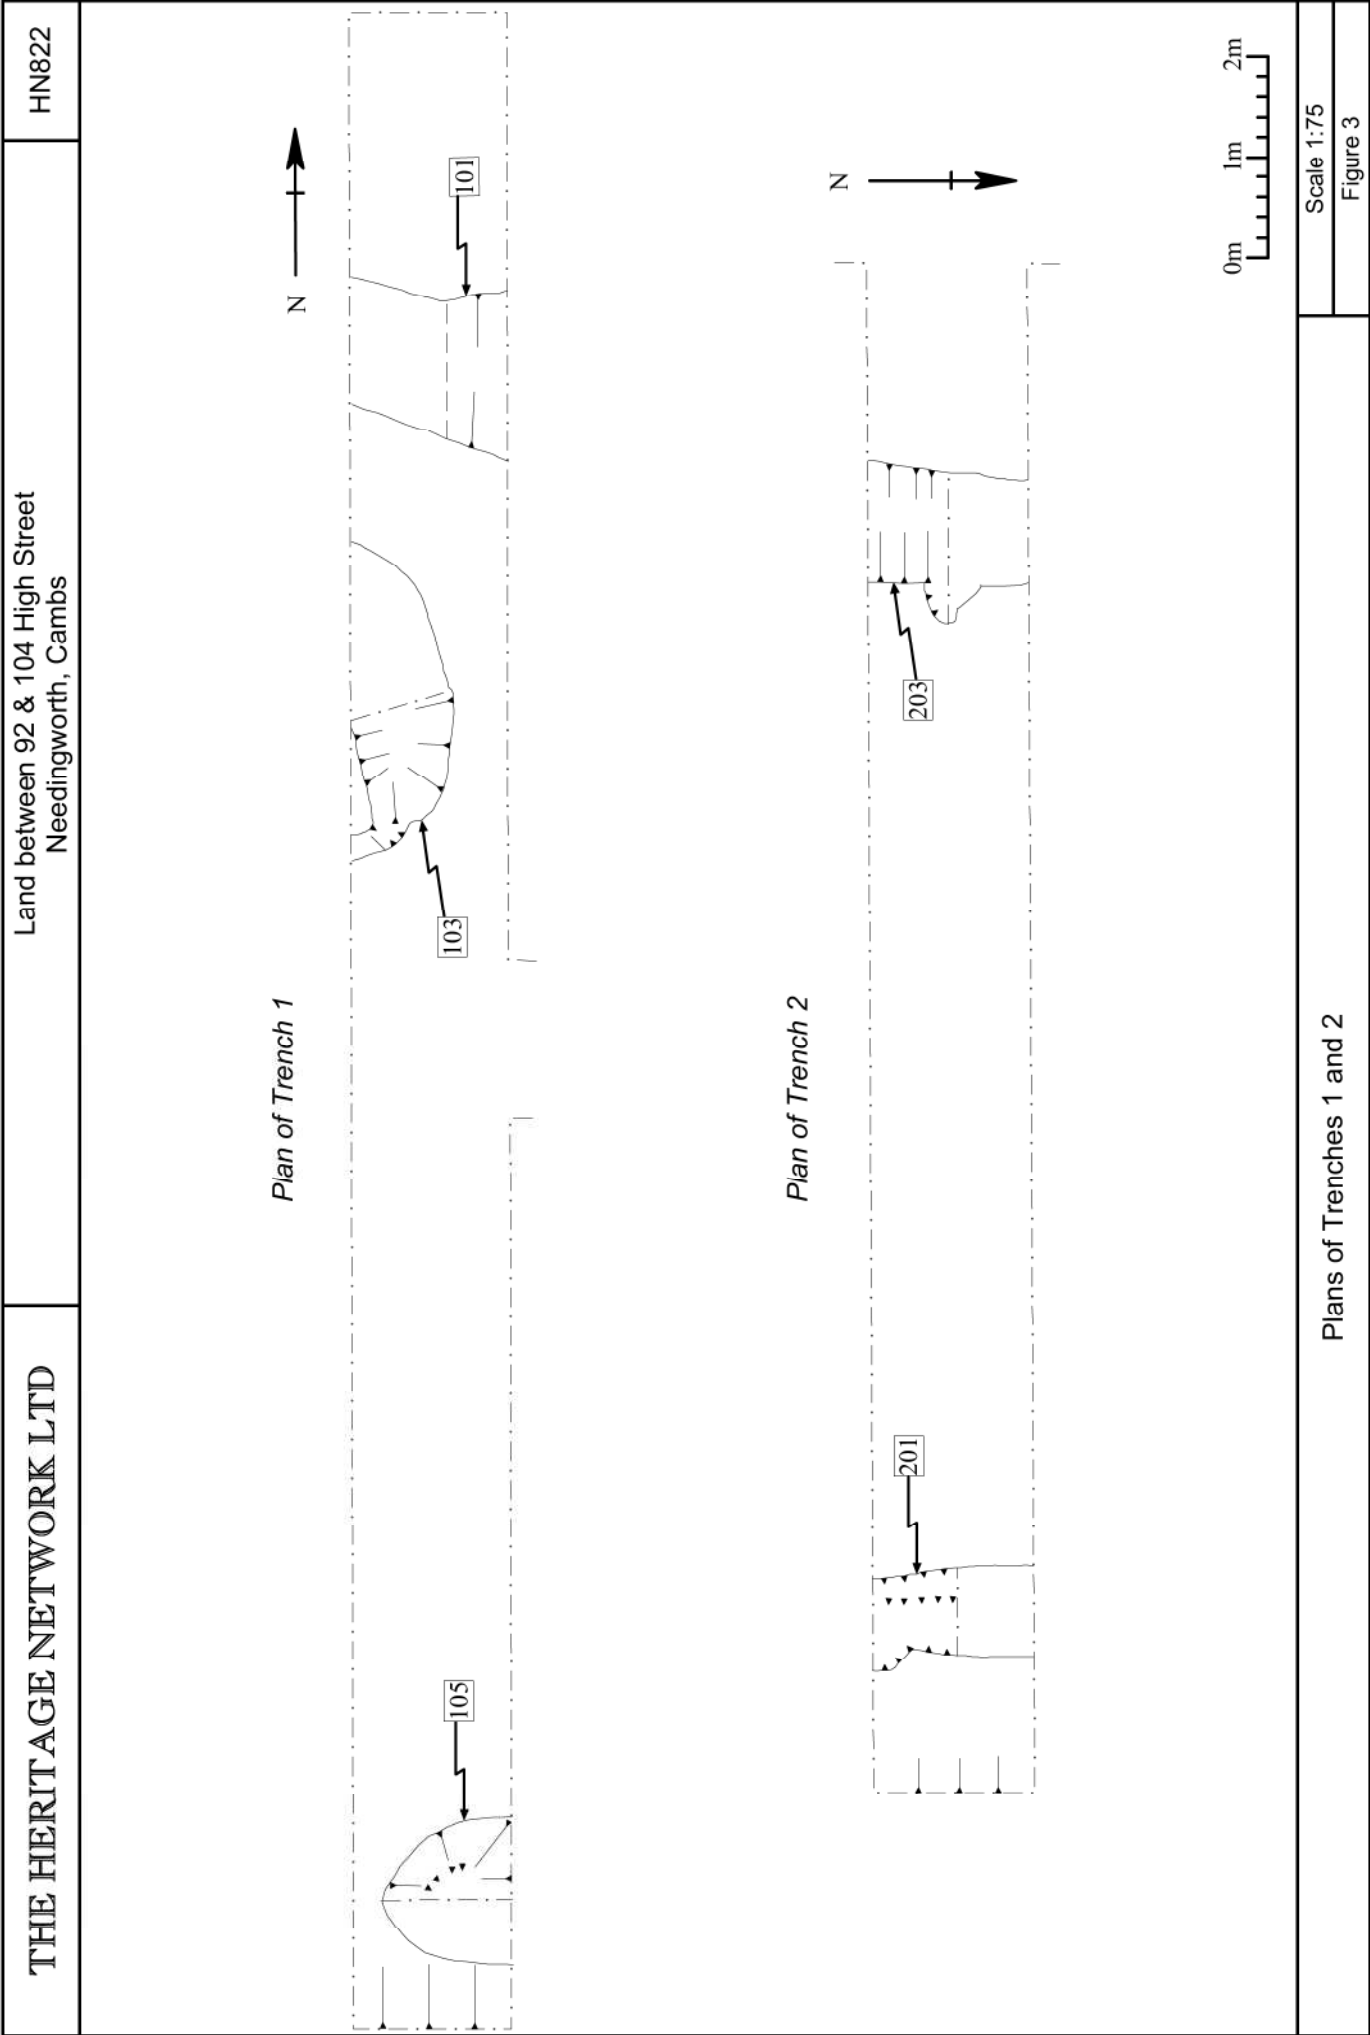 THE HERITAGE NETWORK LTD
Land between 92 & 104 High Street
Needingworth, Cambs
HN822
Plan of Trench 1
N
101
103
105
Plan of Trench 2
N
201
203
0m 1m 2m
Plans of Trenches 1 and 2
Scale 1:75
Figure 3